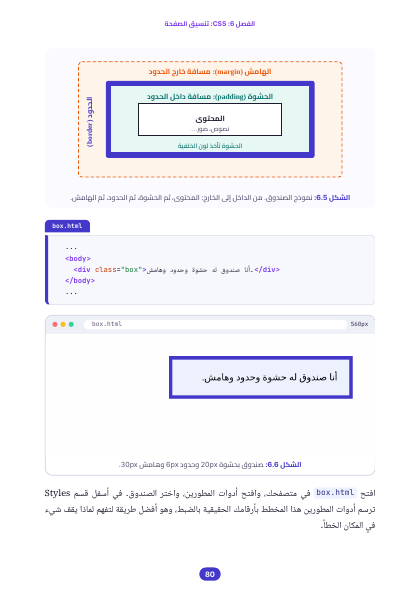 الفصل 6: CSS: تنسيق الصفحة
الهامش (margin): مسافة خارج الحدود
الحدود (border)
الحشوة (padding): مسافة داخل الحدود
المحتوى
نصوص، صور...
الحشوة تأخذ لون الخلفية
الشكل 6.5: نموذج الصندوق. من الداخل إلى الخارج: المحتوى، ثم الحشوة، ثم الحدود، ثم الهامش.
box.html
...
<body>
<div class="box">أنا صندوق له حشوة وحدود وهامش.</div>
</body>
...
box.html
560px
أنا صندوق له حشوة وحدود وهامش.
الشكل 6.6: صندوق بحشوة 20px وحدود 6px وهامش 30px.
افتح box.html في متصفحك، وافتح أدوات المطورين، واختر الصندوق. في أسفل قسم Styles
ترسم أدوات المطورين هذا المخطط بأرقامك الحقيقية بالضبط، وهو أفضل طريقة لتفهم لماذا يقف شيء
في المكان الخطأ.
80